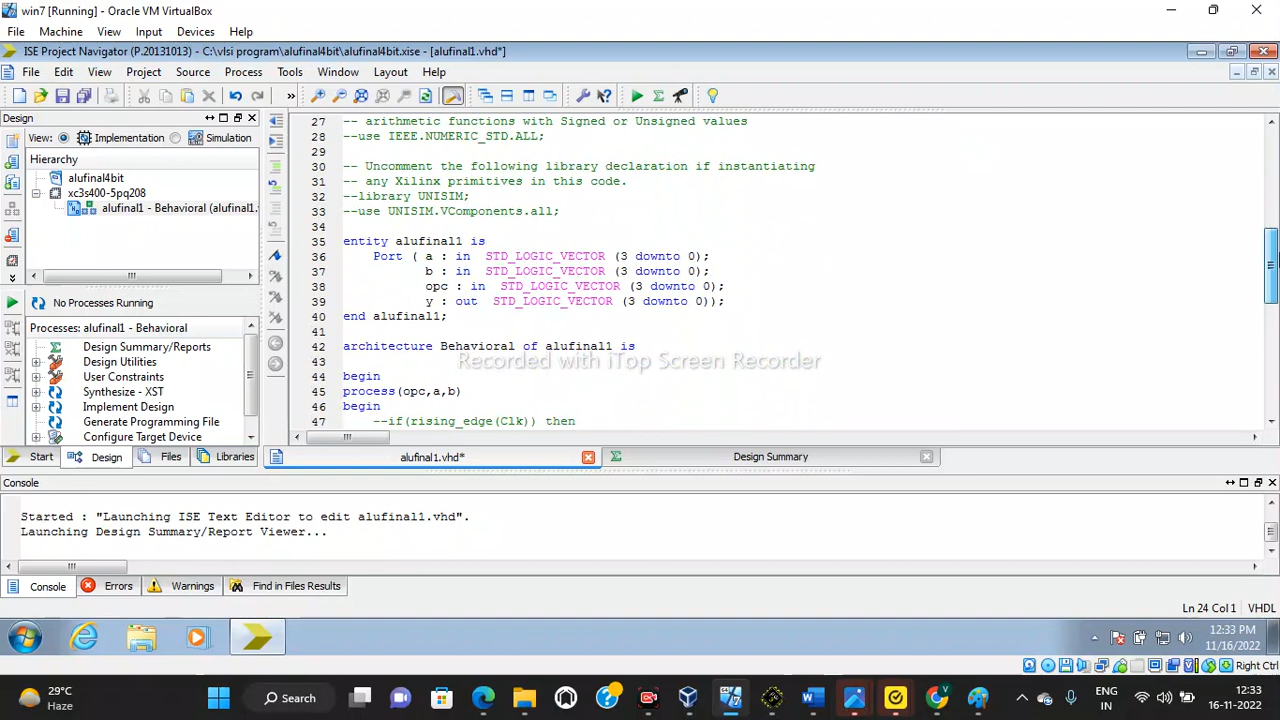 win7 [Running] - Oracle VM VirtualBox
File Machine View Input Devices Help
ISE Project Navigator (P.20131013) - C:\vlsi program\alufinal4bit\alufinal4bit.xise - [alufinal1.vhd*]
File Edit View Project Source Process Tools Window Layout Help
Design
View: Implementation Simulation
Hierarchy
alufinal4bit
xc3s400-5pq208
alufinal1 - Behavioral (alufinal1.
No Processes Running
Processes: alufinal1 - Behavioral
Design Summary/Reports
Design Utilities
User Constraints
Synthesize - XST
Implement Design
Generate Programming File
Configure Target Device
Start Design Files Libraries
27 -- arithmetic functions with Signed or Unsigned values
28 --use IEEE.NUMERIC_STD.ALL;
29
30 -- Uncomment the following library declaration if instantiating
31 -- any Xilinx primitives in this code.
32 --library UNISIM;
33 --use UNISIM.VComponents.all;
34
35 entity alufinal1 is
36 Port ( a : in STD_LOGIC_VECTOR (3 downto 0);
37 b : in STD_LOGIC_VECTOR (3 downto 0);
38 opc : in STD_LOGIC_VECTOR (3 downto 0);
39 y : out STD_LOGIC_VECTOR (3 downto 0));
40 end alufinal1;
41
42 architecture Behavioral of alufinal1 is
Recorded with iTop Screen Recorder
43
44 begin
45 process(opc,a,b)
46 begin
47 --if(rising_edge(Clk)) then
alufinal1.vhd* Design Summary
Console
Started : "Launching ISE Text Editor to edit alufinal1.vhd".
Launching Design Summary/Report Viewer...
Console Errors Warnings Find in Files Results
Ln 24 Col 1 VHDL
12:33 PM
11/16/2022
Right Ctrl
29°C
Haze
Search
ENG
IN
12:33
16-11-2022